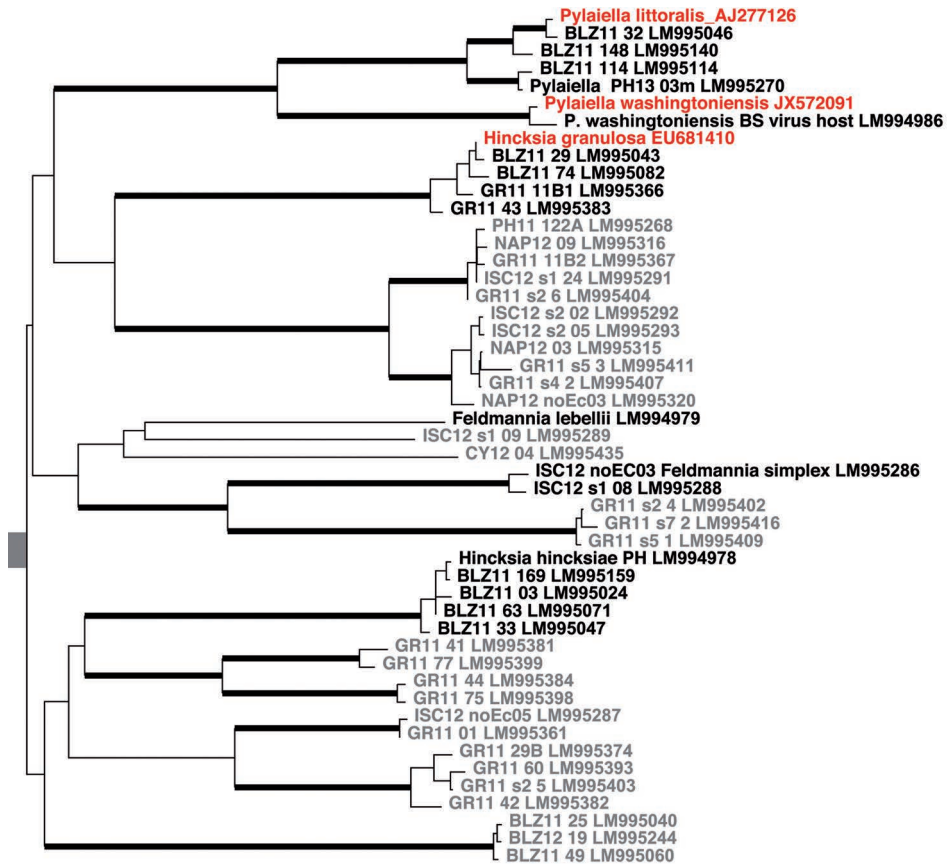 Pylaiella littoralis_AJ277126
BLZ11 32 LM995046
BLZ11 148 LM995140
BLZ11 114 LM995114
Pylaiella PH13 03m LM995270
Pylaiella washingtoniensis JX572091
P. washingtoniensis BS virus host LM994986
Hincksia granulosa EU681410
BLZ11 29 LM995043
BLZ11 74 LM995082
GR11 11B1 LM995366
GR11 43 LM995383
PH11 122A LM995268
NAP12 09 LM995316
GR11 11B2 LM995367
ISC12 s1 24 LM995291
GR11 s2 6 LM995404
ISC12 s2 02 LM995292
ISC12 s2 05 LM995293
NAP12 03 LM995315
GR11 s5 3 LM995411
GR11 s4 2 LM995407
NAP12 noEc03 LM995320
Feldmannia lebellii LM994979
ISC12 s1 09 LM995289
CY12 04 LM995435
ISC12 noEC03 Feldmannia simplex LM995286
ISC12 s1 08 LM995288
GR11 s2 4 LM995402
GR11 s7 2 LM995416
GR11 s5 1 LM995409
Hincksia hincksiae PH LM994978
BLZ11 169 LM995159
BLZ11 03 LM995024
BLZ11 63 LM995071
BLZ11 33 LM995047
GR11 41 LM995381
GR11 77 LM995399
GR11 44 LM995384
GR11 75 LM995398
ISC12 noEc05 LM995287
GR11 01 LM995361
GR11 29B LM995374
GR11 60 LM995393
GR11 s2 5 LM995403
GR11 42 LM995382
BLZ11 25 LM995040
BLZ12 19 LM995244
BLZ11 49 LM995060